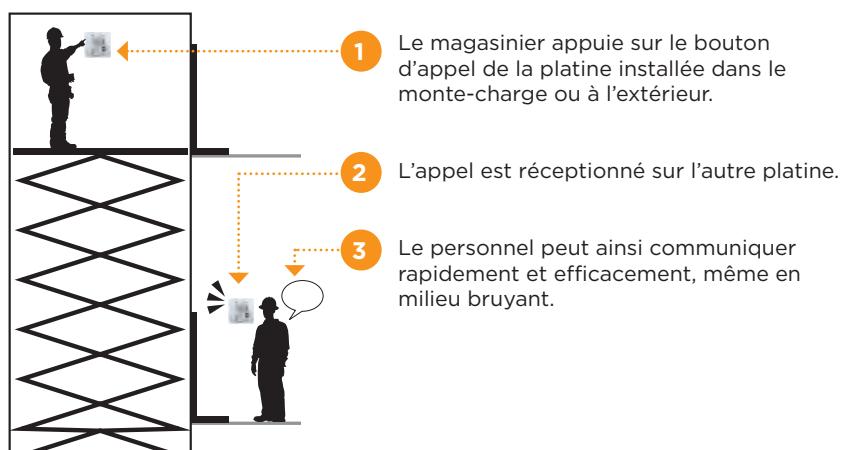 1
Le magasinier appuie sur le bouton
d’appel de la platine installée dans le
monte-charge ou à l’extérieur.
2
L’appel est réceptionné sur l’autre platine.
3
Le personnel peut ainsi communiquer
rapidement et efficacement, même en
milieu bruyant.